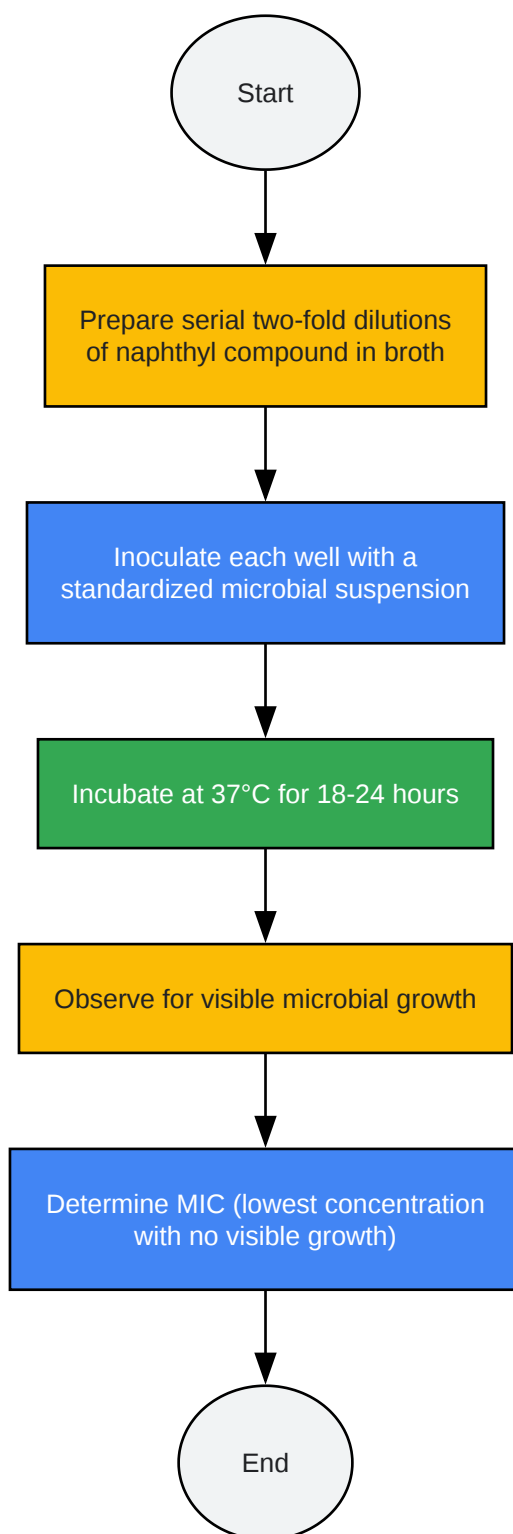 Start
Prepare serial two-fold dilutions
of naphthyl compound in broth
Inoculate each well with a
standardized microbial suspension
Incubate at 37°C for 18-24 hours
Observe for visible microbial growth
Determine MIC (lowest concentration
with no visible growth)
End